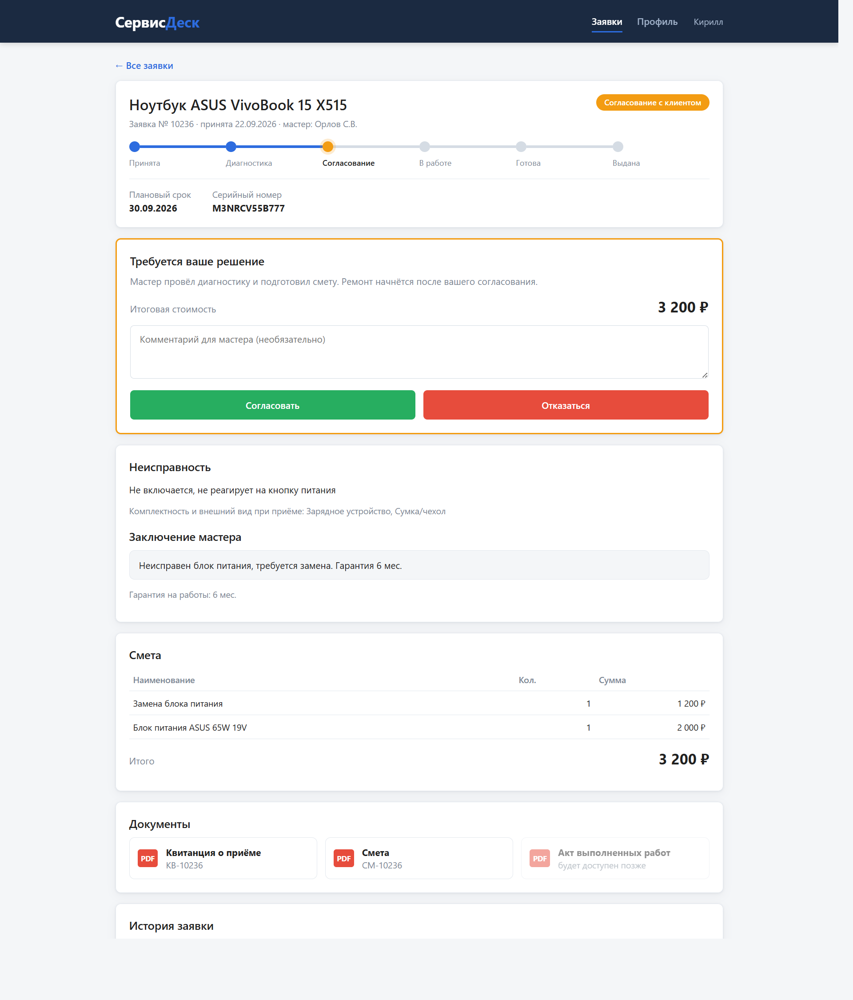 СервисДеск
Заявки Профиль Кирилл
← Все заявки
Ноутбук ASUS VivoBook 15 X515
Согласование с клиентом
Заявка № 10236 · принята 22.09.2026 · мастер: Орлов С.В.
Принята Диагностика Согласование В работе Готова Выдана
Плановый срок Серийный номер
30.09.2026 M3NRCV55B777
Требуется ваше решение
Мастер провёл диагностику и подготовил смету. Ремонт начнётся после вашего согласования.
Итоговая стоимость 3 200 ₽
Комментарий для мастера (необязательно)
Согласовать Отказаться
Неисправность
Не включается, не реагирует на кнопку питания
Комплектность и внешний вид при приёме: Зарядное устройство, Сумка/чехол
Заключение мастера
Неисправен блок питания, требуется замена. Гарантия 6 мес.
Гарантия на работы: 6 мес.
Смета
Наименование Кол. Сумма
Замена блока питания 1 1 200 ₽
Блок питания ASUS 65W 19V 1 2 000 ₽
Итого 3 200 ₽
Документы
PDF Квитанция о приёме
КВ-10236
PDF Смета
СМ-10236
PDF Акт выполненных работ
будет доступен позже
История заявки